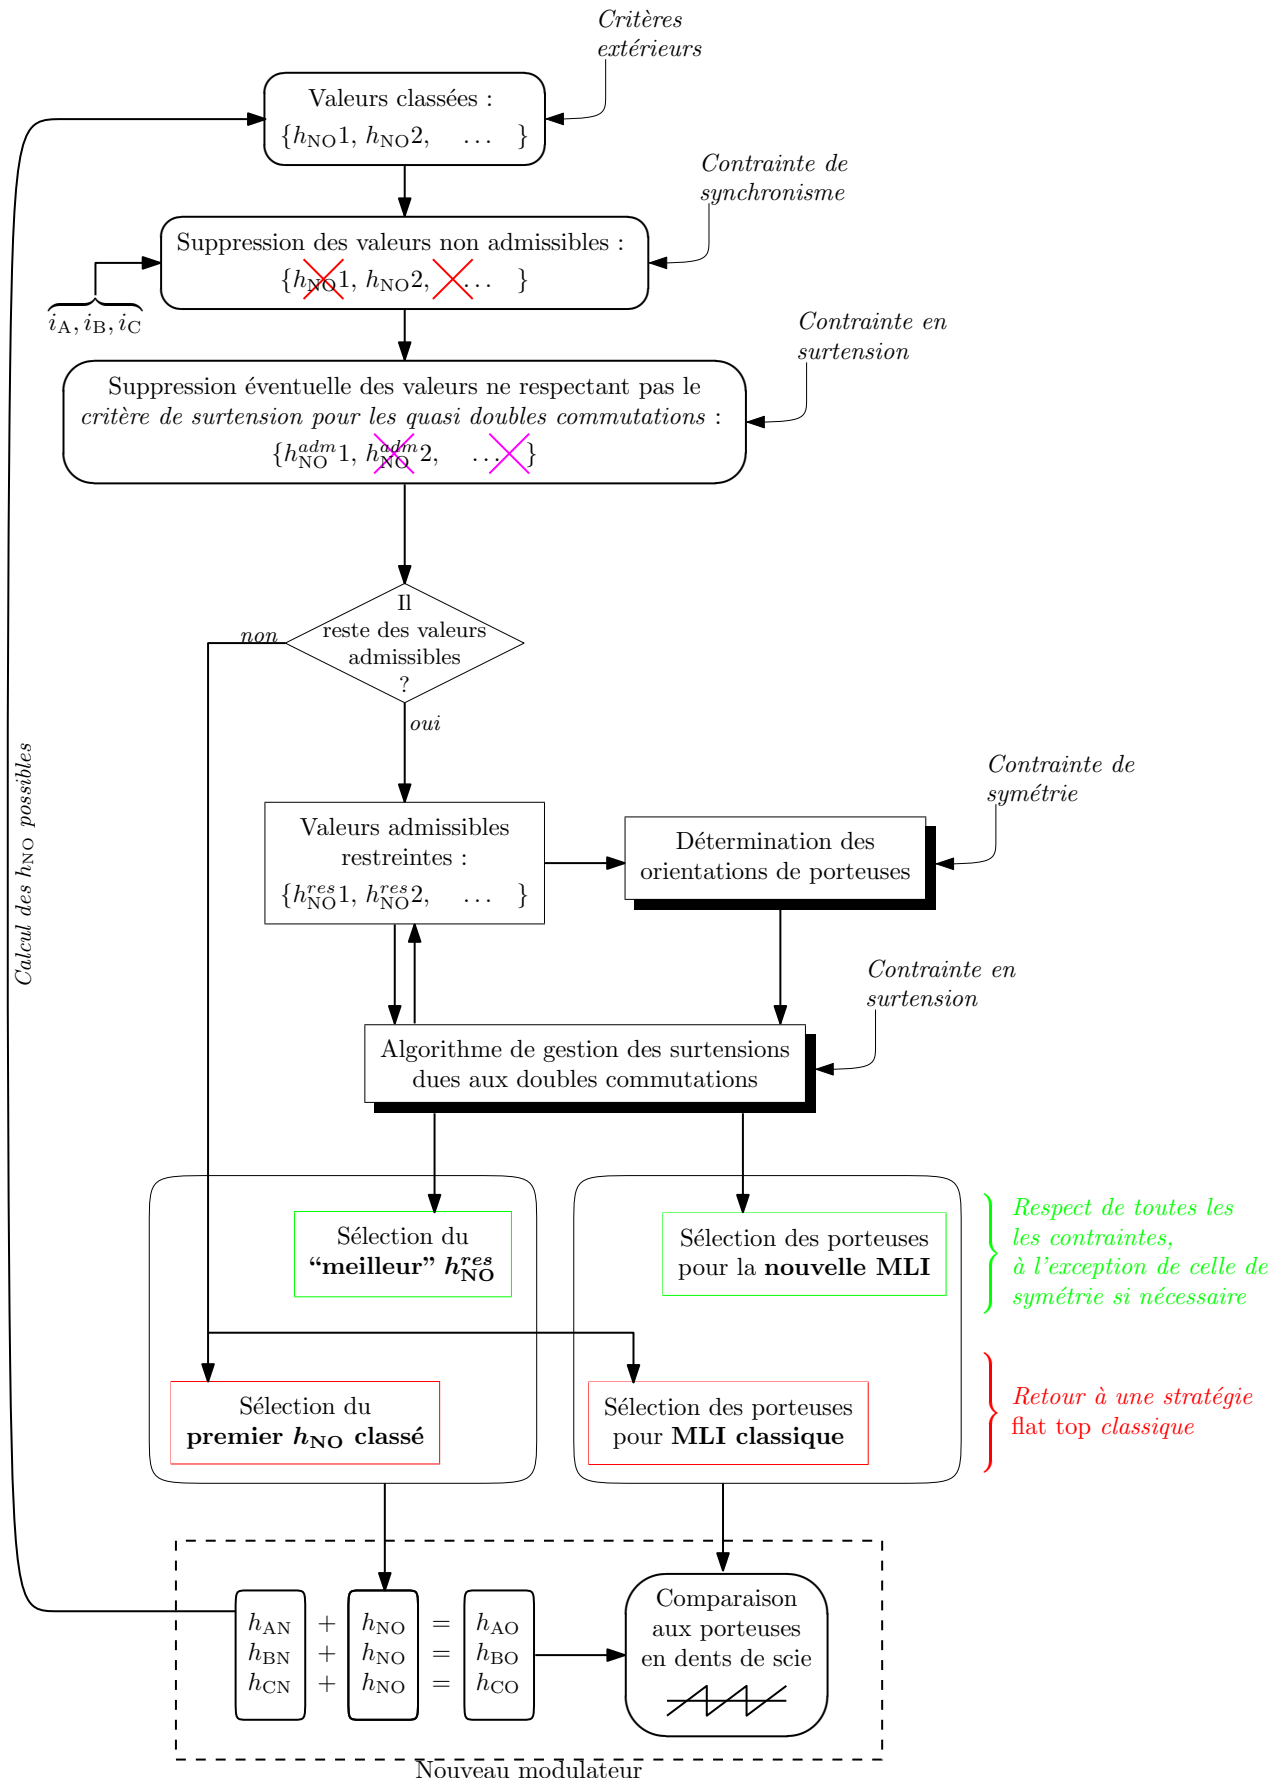 Critères
extérieurs
Valeurs classées :
{hNO1, hNO2, ... }
Contrainte de
synchronisme
Suppression des valeurs non admissibles :
{hNO1, hNO2, ... }
iA, iB, iC
Contrainte en
surtension
Suppression éventuelle des valeurs ne respectant pas le
critère de surtension pour les quasi doubles commutations :
{h^adm_NO1, h^adm_NO2, ... }
Il
reste des valeurs
admissibles
?
non
oui
Calcul des hNO possibles
Contrainte de
symétrie
Valeurs admissibles
restreintes :
{h^res_NO1, h^res_NO2, ... }
Détermination des
orientations de porteuses
Contrainte en
surtension
Algorithme de gestion des surtensions
dues aux doubles commutations
Sélection du
“meilleur” h^res_NO
Sélection des porteuses
pour la nouvelle MLI
Respect de toutes les
les contraintes,
à l'exception de celle de
symétrie si nécessaire
Sélection du
premier hNO classé
Sélection des porteuses
pour MLI classique
Retour à une stratégie
flat top classique
hAN + hNO = hAO
hBN + hNO = hBO
hCN + hNO = hCO
Comparaison
aux porteuses
en dents de scie
Nouveau modulateur